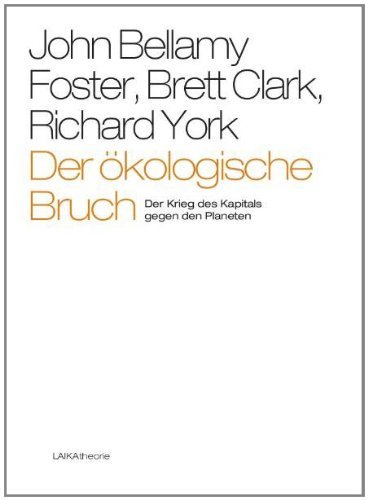 John Bellamy
Foster, Brett Clark,
Richard York
Der ökologische
Bruch Der Krieg des Kapitals
gegen den Planeten
LAIKAtheorie